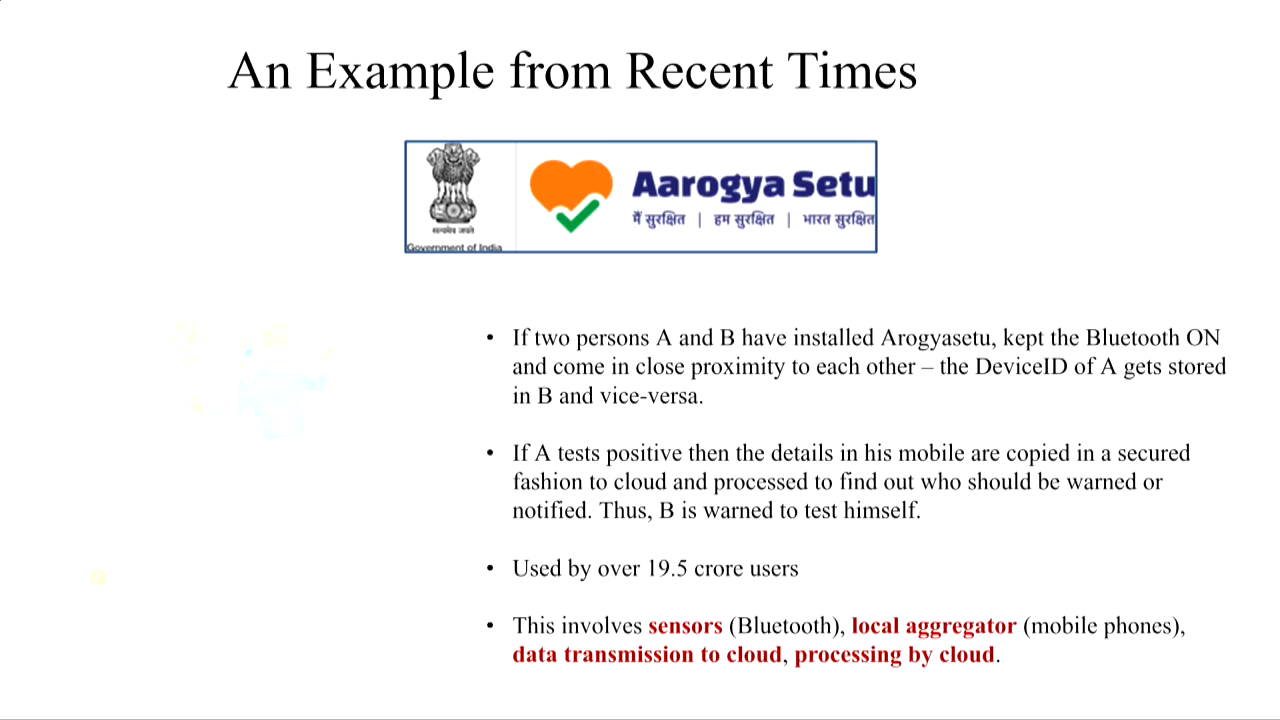 An Example from Recent Times
सत्यमेव जयते
Government of India
Aarogya Setu
मैं सुरक्षित | हम सुरक्षित | भारत सुरक्षित
• If two persons A and B have installed Arogyasetu, kept the Bluetooth ON
and come in close proximity to each other – the DeviceID of A gets stored
in B and vice-versa.
• If A tests positive then the details in his mobile are copied in a secured
fashion to cloud and processed to find out who should be warned or
notified. Thus, B is warned to test himself.
• Used by over 19.5 crore users
• This involves sensors (Bluetooth), local aggregator (mobile phones),
data transmission to cloud, processing by cloud.